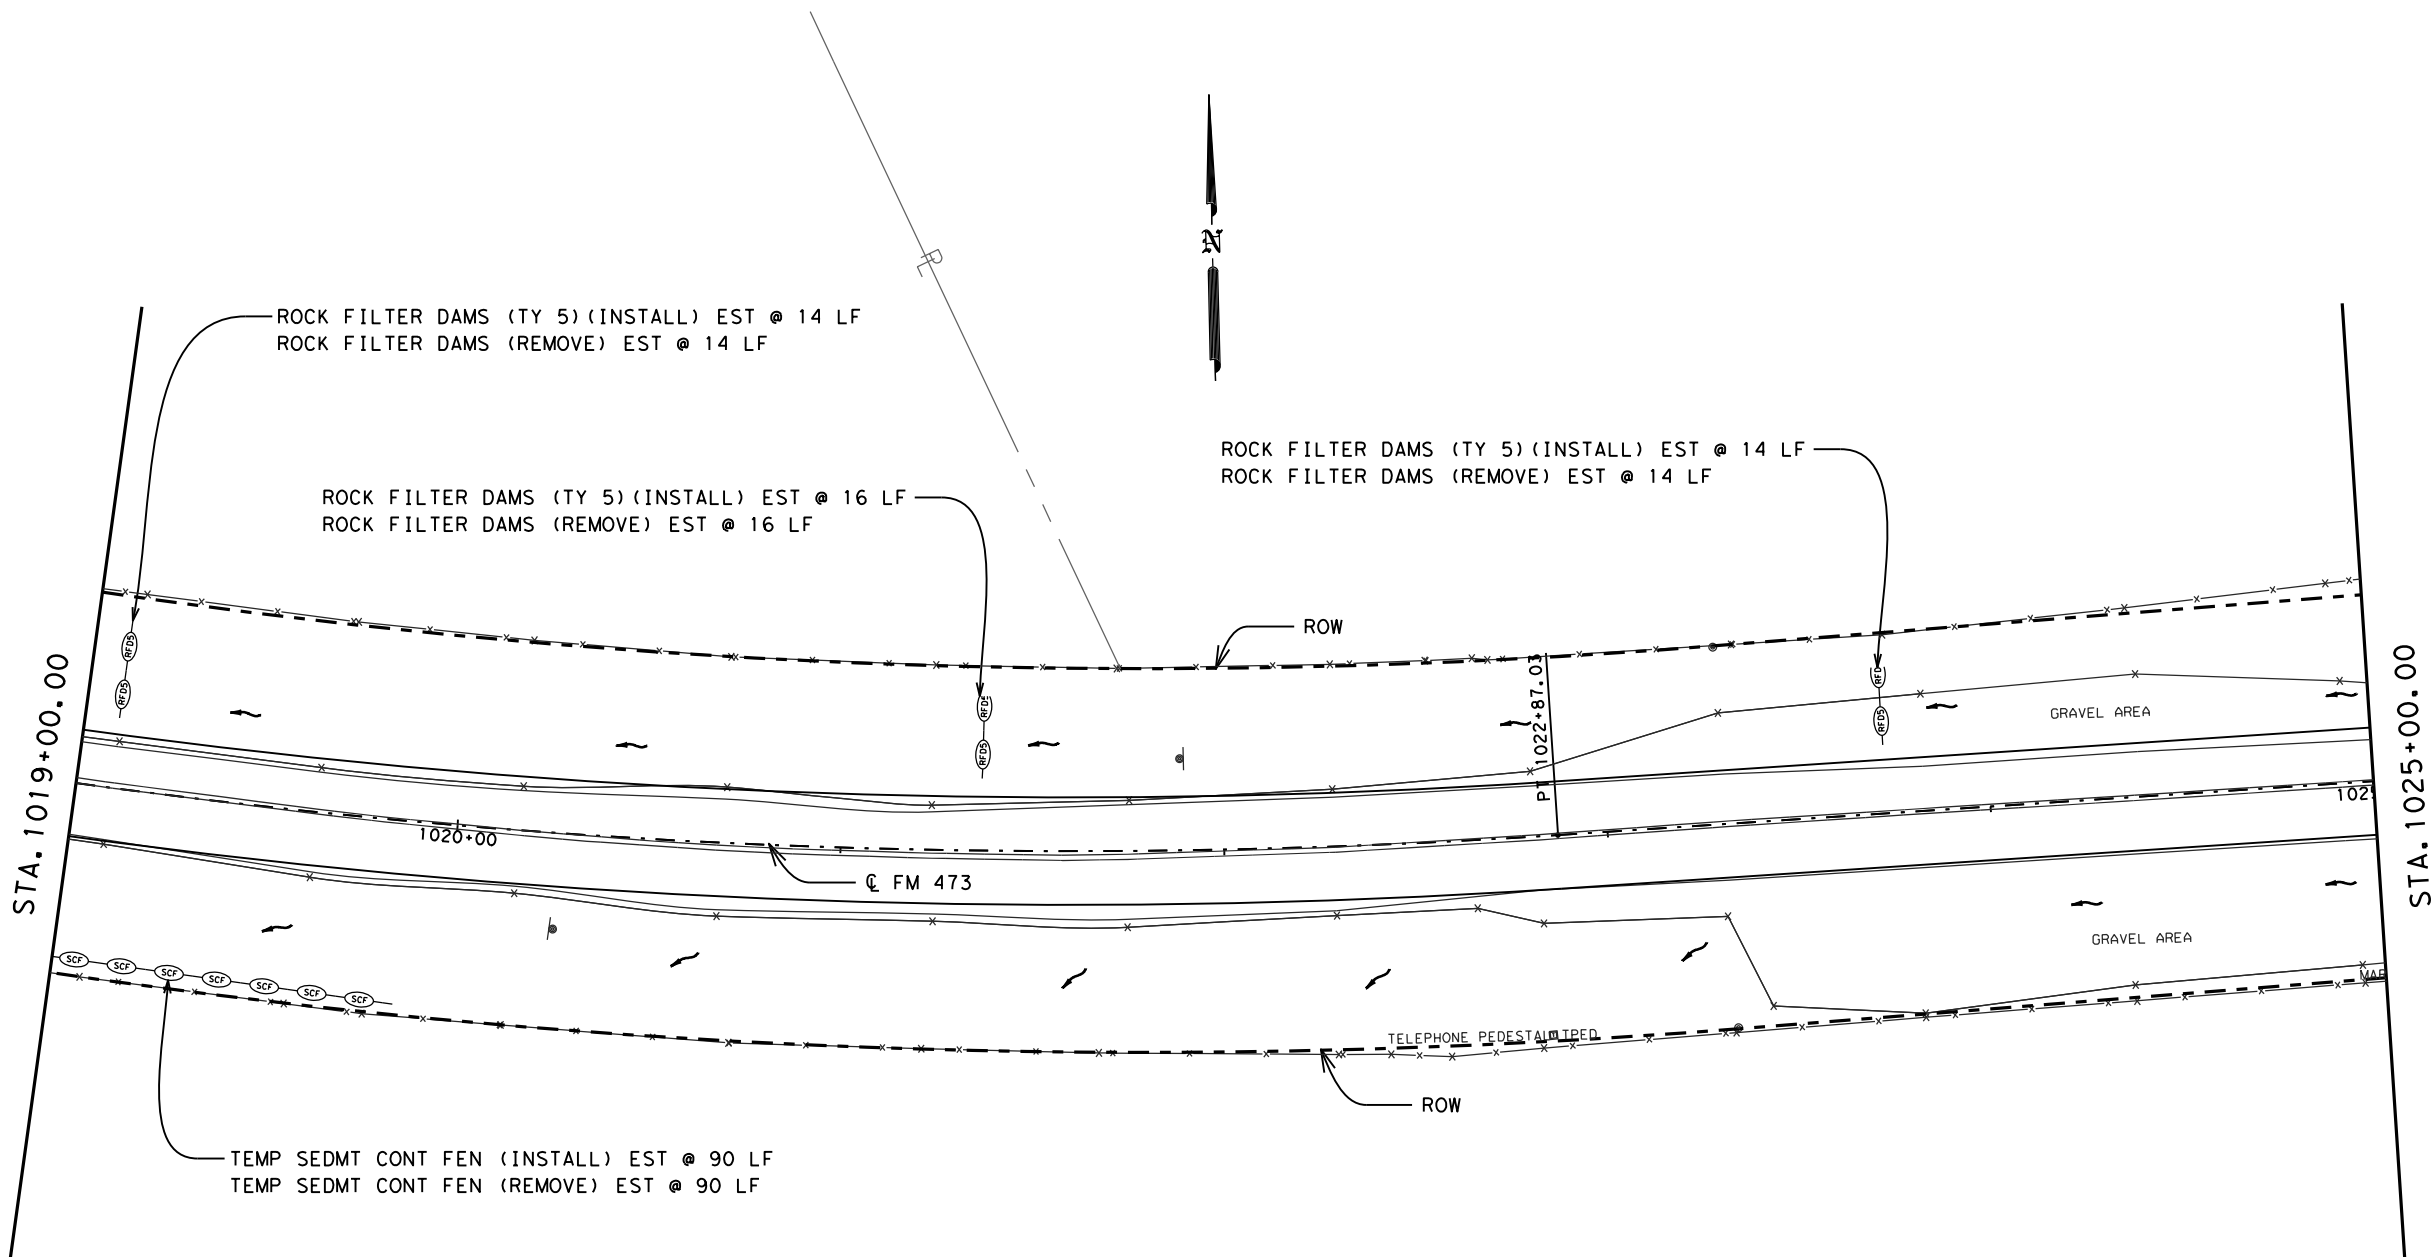 N
PL
ROCK FILTER DAMS (TY 5)(INSTALL) EST @ 14 LF
ROCK FILTER DAMS (REMOVE) EST @ 14 LF
ROCK FILTER DAMS (TY 5)(INSTALL) EST @ 14 LF
ROCK FILTER DAMS (REMOVE) EST @ 14 LF
ROCK FILTER DAMS (TY 5)(INSTALL) EST @ 16 LF
ROCK FILTER DAMS (REMOVE) EST @ 16 LF
ROW
RFD5
RFD5
RFD5
RFD5
RFD
RFD5
STA. 1019+00.00
STA. 1025+00.00
PT 1022+87.03
GRAVEL AREA
1025
1020+00
CL FM 473
GRAVEL AREA
SCF
SCF
SCF
SCF
SCF
SCF
SCF
TELEPHONE PEDESTAL
ROW
TEMP SEDMT CONT FEN (INSTALL) EST @ 90 LF
TEMP SEDMT CONT FEN (REMOVE) EST @ 90 LF